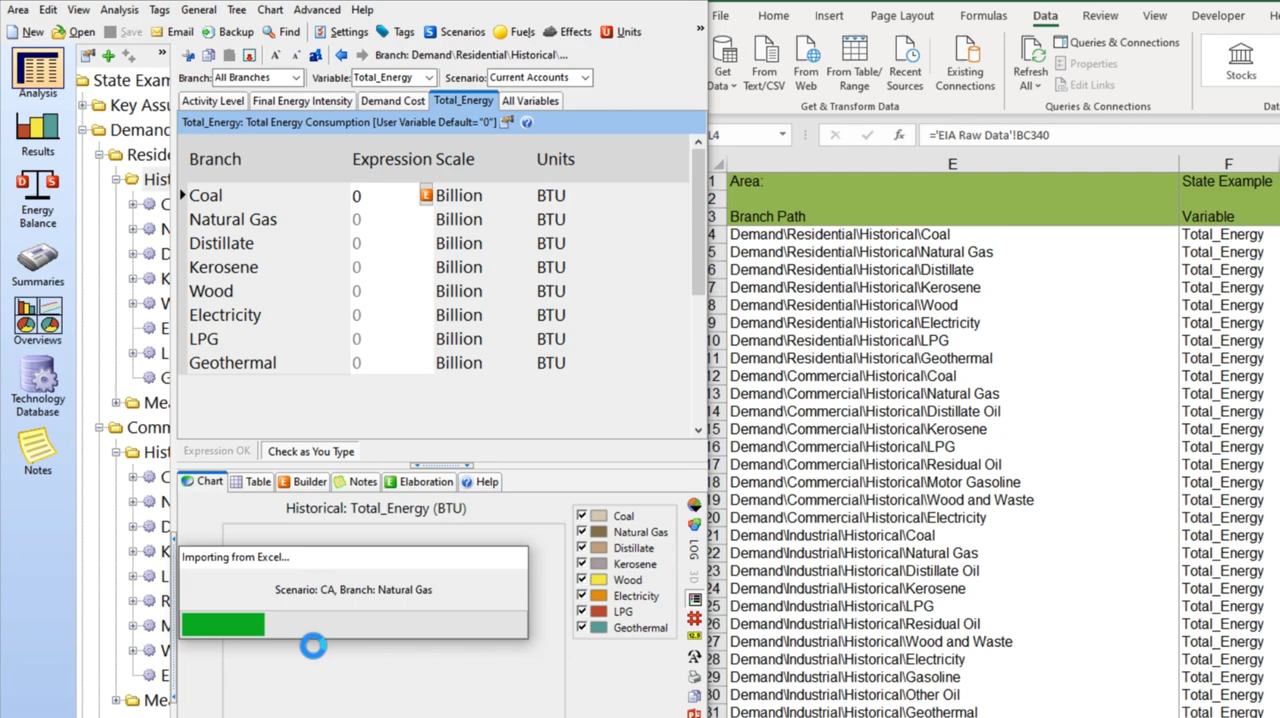 Area Edit View Analysis Tags General Tree Chart Advanced Help
New Open Save Email Backup Find Settings Tags Scenarios Fuels Effects Units
Branch: Demand\Residential\Historical\...
Branch: All Branches Variable: Total_Energy Scenario: Current Accounts
Activity Level Final Energy Intensity Demand Cost Total_Energy All Variables
Total_Energy: Total Energy Consumption [User Variable Default="0"]
Branch Expression Scale Units
Coal 0 Billion BTU
Natural Gas 0 Billion BTU
Distillate 0 Billion BTU
Kerosene 0 Billion BTU
Wood 0 Billion BTU
Electricity 0 Billion BTU
LPG 0 Billion BTU
Geothermal 0 Billion BTU
Expression OK Check as You Type
Chart Table Builder Notes Elaboration Help
Historical: Total_Energy (BTU)
Coal
Natural Gas
Distillate
Kerosene
Wood
Electricity
LPG
Geothermal
Importing from Excel...
Scenario: CA, Branch: Natural Gas
LOG
3D
Analysis
Results
Energy
Balance
Summaries
Overviews
Technology
Database
Notes
State Exam
Key Assu
Demand
Reside
Hist
C
N
D
K
W
E
L
G
Me
Comm
Hist
C
N
D
K
L
R
M
W
E
Me
File Home Insert Page Layout Formulas Data Review View Developer
Get
Data
From
Text/CSV
From
Web
From Table/
Range
Recent
Sources
Existing
Connections
Get & Transform Data
Refresh
All
Queries & Connections
Properties
Edit Links
Queries & Connections
Stocks
Da
L4 ='EIA Raw Data'!BC340
E F
1 Area: State Example
2
3 Branch Path Variable
4 Demand\Residential\Historical\Coal Total_Energy
5 Demand\Residential\Historical\Natural Gas Total_Energy
6 Demand\Residential\Historical\Distillate Total_Energy
7 Demand\Residential\Historical\Kerosene Total_Energy
8 Demand\Residential\Historical\Wood Total_Energy
9 Demand\Residential\Historical\Electricity Total_Energy
10 Demand\Residential\Historical\LPG Total_Energy
11 Demand\Residential\Historical\Geothermal Total_Energy
12 Demand\Commercial\Historical\Coal Total_Energy
13 Demand\Commercial\Historical\Natural Gas Total_Energy
14 Demand\Commercial\Historical\Distillate Oil Total_Energy
15 Demand\Commercial\Historical\Kerosene Total_Energy
16 Demand\Commercial\Historical\LPG Total_Energy
17 Demand\Commercial\Historical\Residual Oil Total_Energy
18 Demand\Commercial\Historical\Motor Gasoline Total_Energy
19 Demand\Commercial\Historical\Wood and Waste Total_Energy
20 Demand\Commercial\Historical\Electricity Total_Energy
21 Demand\Industrial\Historical\Coal Total_Energy
22 Demand\Industrial\Historical\Natural Gas Total_Energy
23 Demand\Industrial\Historical\Distillate Oil Total_Energy
24 Demand\Industrial\Historical\Kerosene Total_Energy
25 Demand\Industrial\Historical\LPG Total_Energy
26 Demand\Industrial\Historical\Residual Oil Total_Energy
27 Demand\Industrial\Historical\Wood and Waste Total_Energy
28 Demand\Industrial\Historical\Electricity Total_Energy
29 Demand\Industrial\Historical\Gasoline Total_Energy
30 Demand\Industrial\Historical\Other Oil Total_Energy
31 Demand\Industrial\Historical\Geothermal Total_Energy